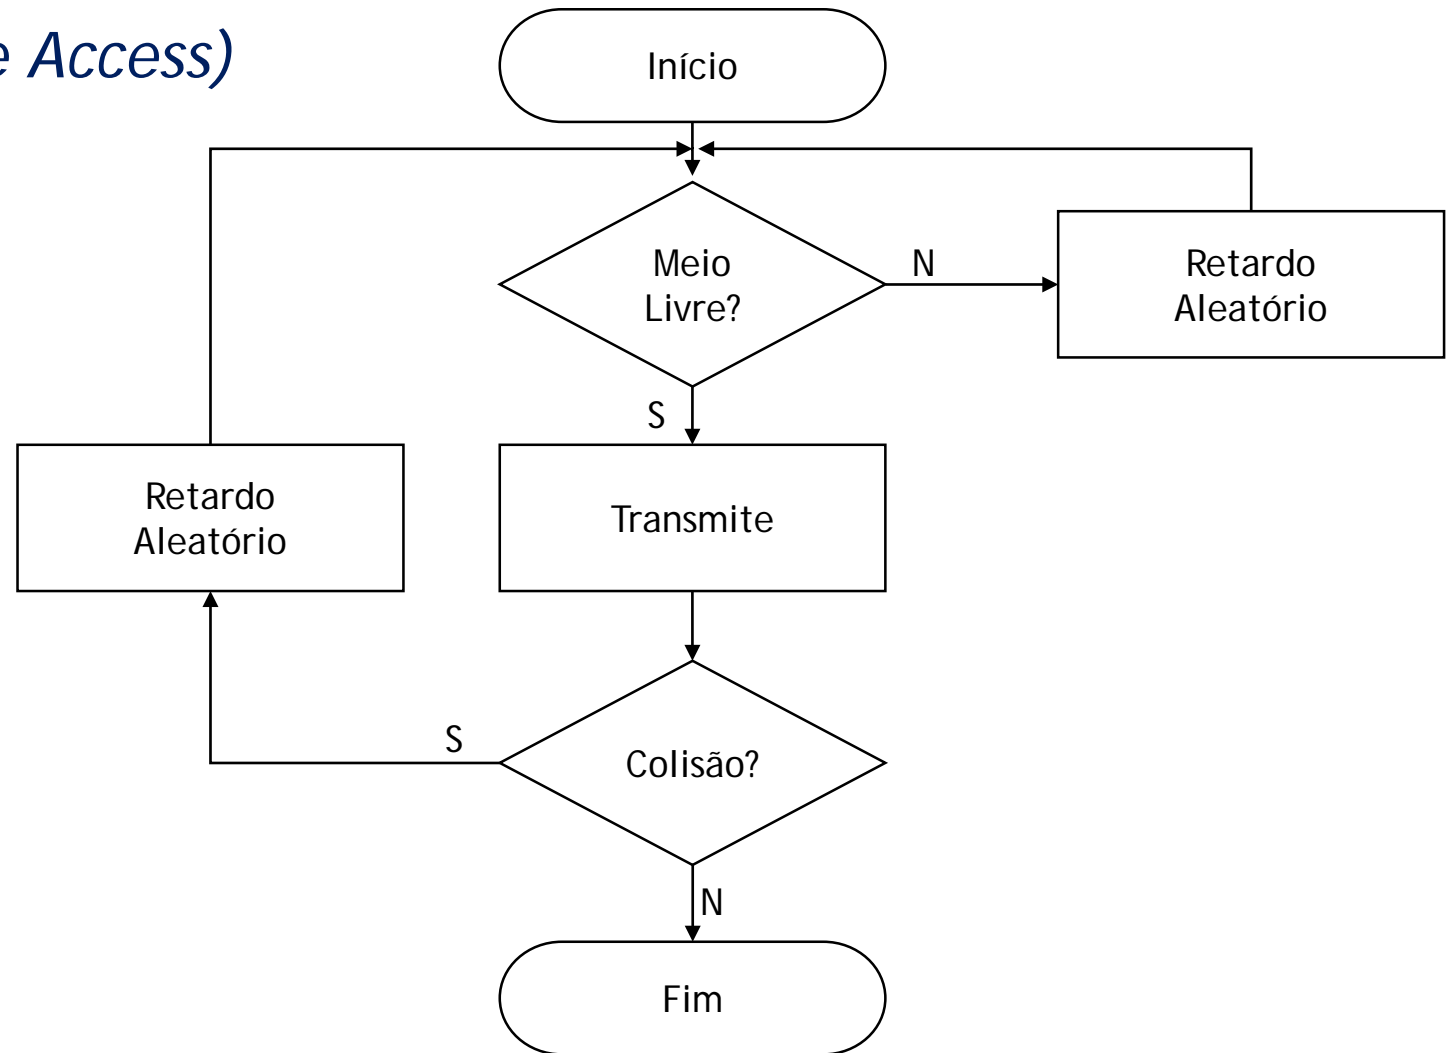 e Access)
Início
Meio
Livre?
N
Retardo
Aleatório
S
Retardo
Aleatório
Transmite
S
Colisão?
N
Fim